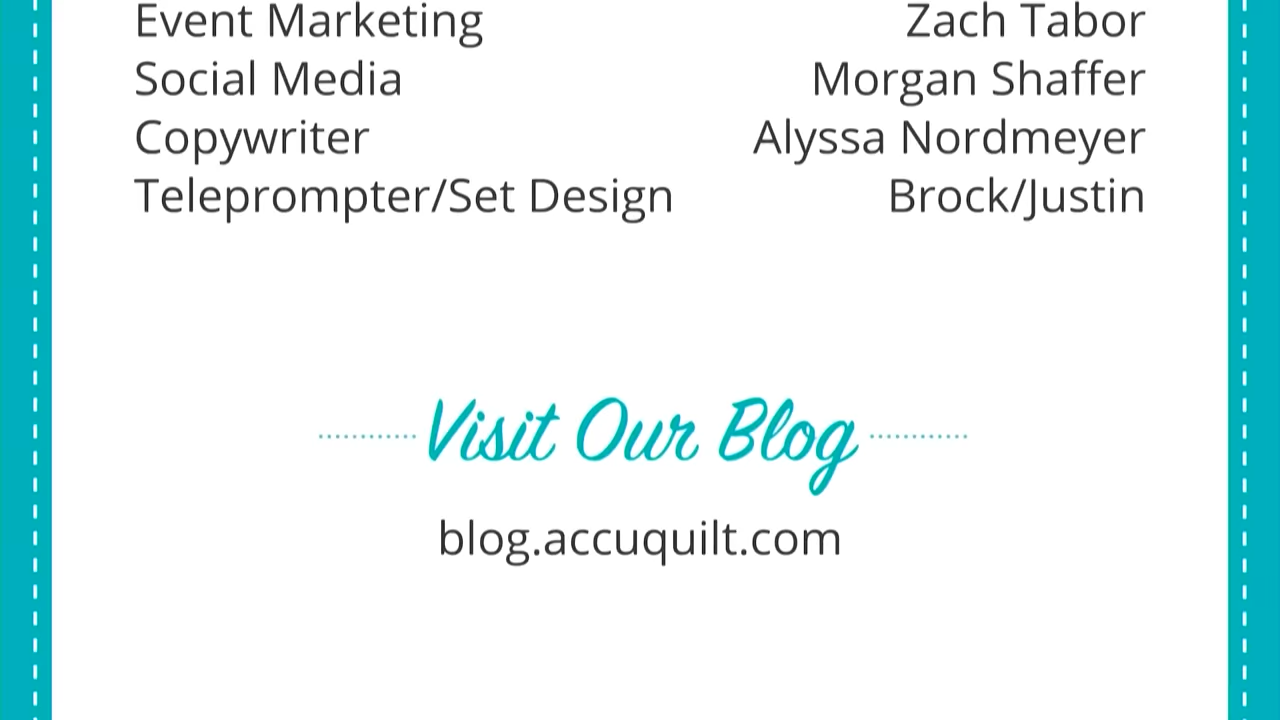 Event Marketing Zach Tabor
Social Media Morgan Shaffer
Copywriter Alyssa Nordmeyer
Teleprompter/Set Design Brock/Justin
Visit Our Blog
blog.accuquilt.com